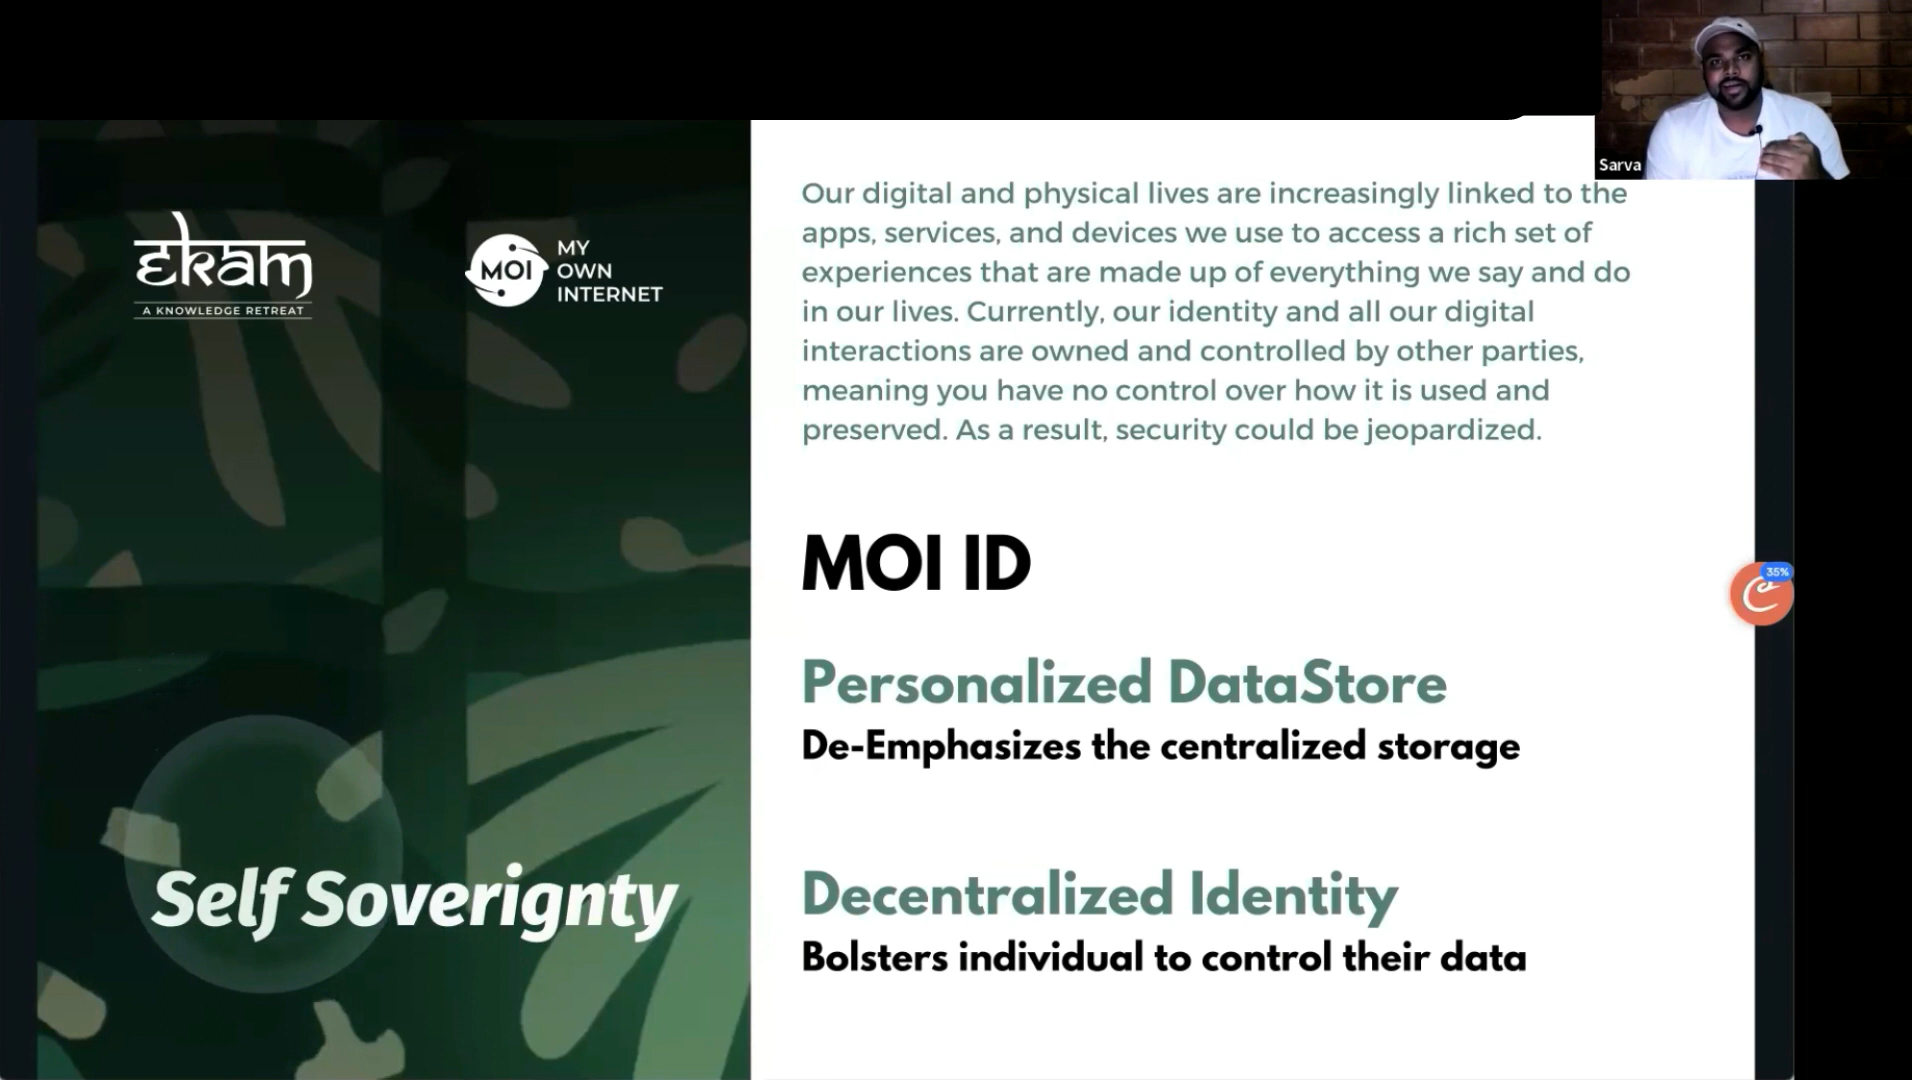 Sarva
ekam
A KNOWLEDGE RETREAT
MOI
MY
OWN
INTERNET
Self Soverignty
Our digital and physical lives are increasingly linked to the
apps, services, and devices we use to access a rich set of
experiences that are made up of everything we say and do
in our lives. Currently, our identity and all our digital
interactions are owned and controlled by other parties,
meaning you have no control over how it is used and
preserved. As a result, security could be jeopardized.
MOI ID
Personalized DataStore
De-Emphasizes the centralized storage
Decentralized Identity
Bolsters individual to control their data
35%